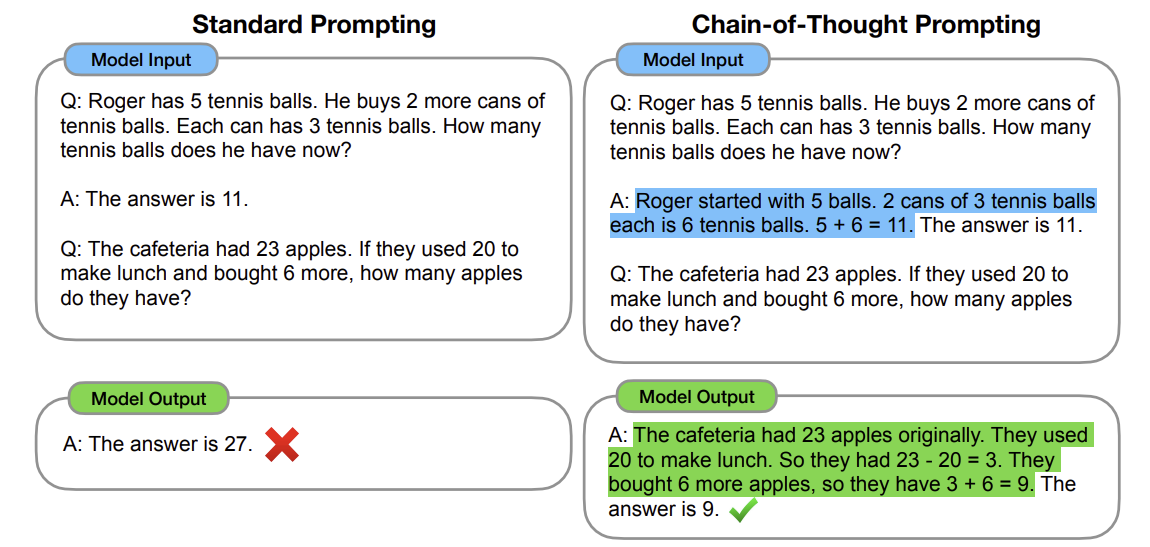 Standard Prompting
Model Input
Q: Roger has 5 tennis balls. He buys 2 more cans of
tennis balls. Each can has 3 tennis balls. How many
tennis balls does he have now?
A: The answer is 11.
Q: The cafeteria had 23 apples. If they used 20 to
make lunch and bought 6 more, how many apples
do they have?
Model Output
A: The answer is 27.
Chain-of-Thought Prompting
Model Input
Q: Roger has 5 tennis balls. He buys 2 more cans of
tennis balls. Each can has 3 tennis balls. How many
tennis balls does he have now?
A: Roger started with 5 balls. 2 cans of 3 tennis balls
each is 6 tennis balls. 5 + 6 = 11. The answer is 11.
Q: The cafeteria had 23 apples. If they used 20 to
make lunch and bought 6 more, how many apples
do they have?
Model Output
A: The cafeteria had 23 apples originally. They used
20 to make lunch. So they had 23 - 20 = 3. They
bought 6 more apples, so they have 3 + 6 = 9. The
answer is 9.